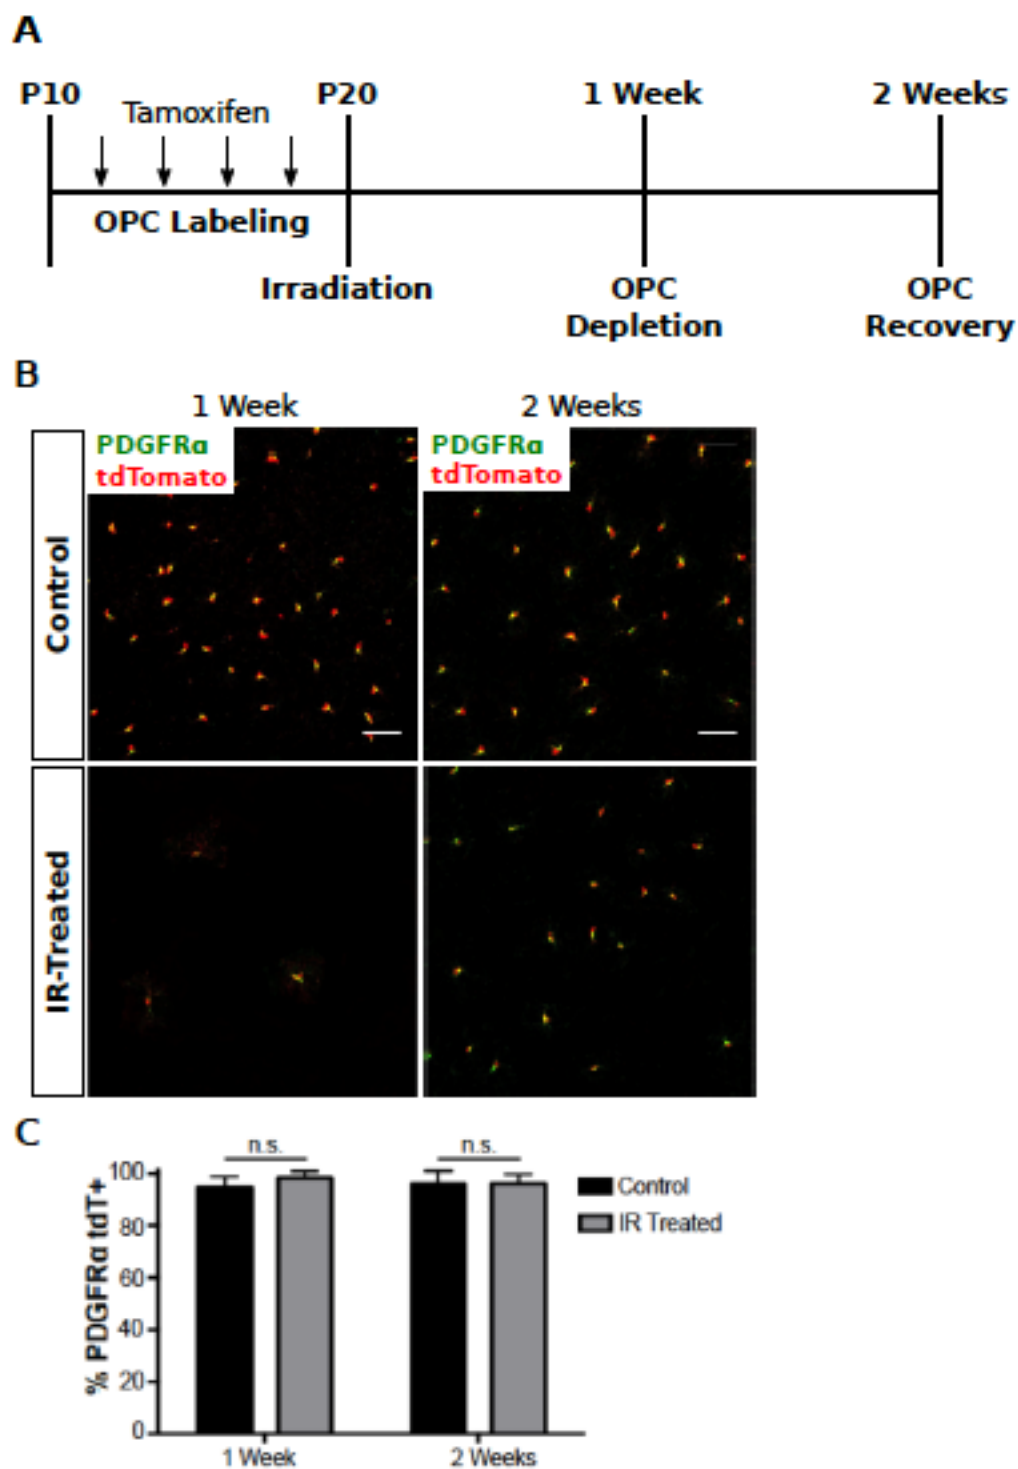 A
P10
Tamoxifen
P20
1 Week
2 Weeks
OPC Labeling
Irradiation
OPC
Depletion
OPC
Recovery
B
1 Week
2 Weeks
PDGFRα
tdTomato
PDGFRα
tdTomato
Control
IR-Treated
C
n.s.
n.s.
% PDGFRα tdT+
100
80
60
40
20
0
1 Week
2 Weeks
Control
IR Treated